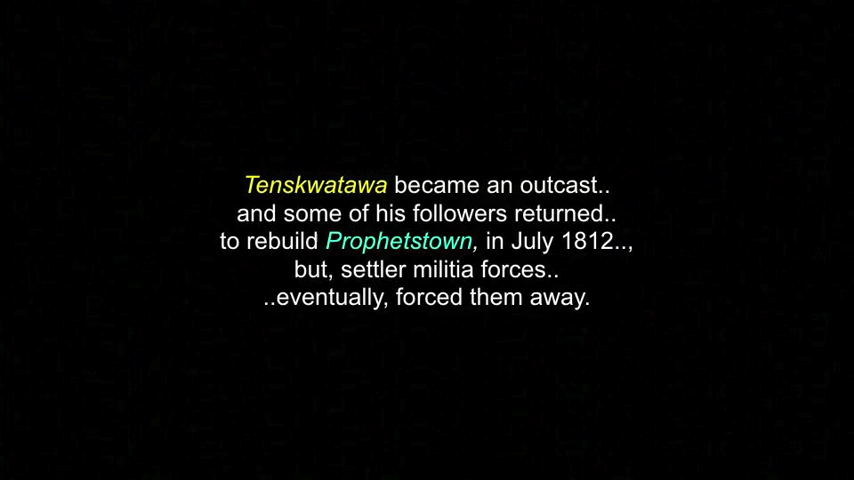 Tenskwatawa became an outcast..
and some of his followers returned..
to rebuild Prophetstown, in July 1812..,
but, settler militia forces..
..eventually, forced them away.